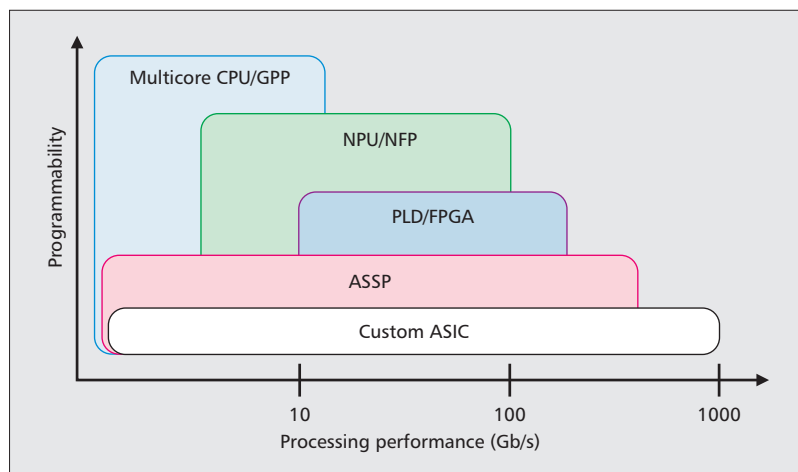 Programmability
Multicore CPU/GPP
NPU/NFP
PLD/FPGA
ASSP
Custom ASIC
10
100
1000
Processing performance (Gb/s)